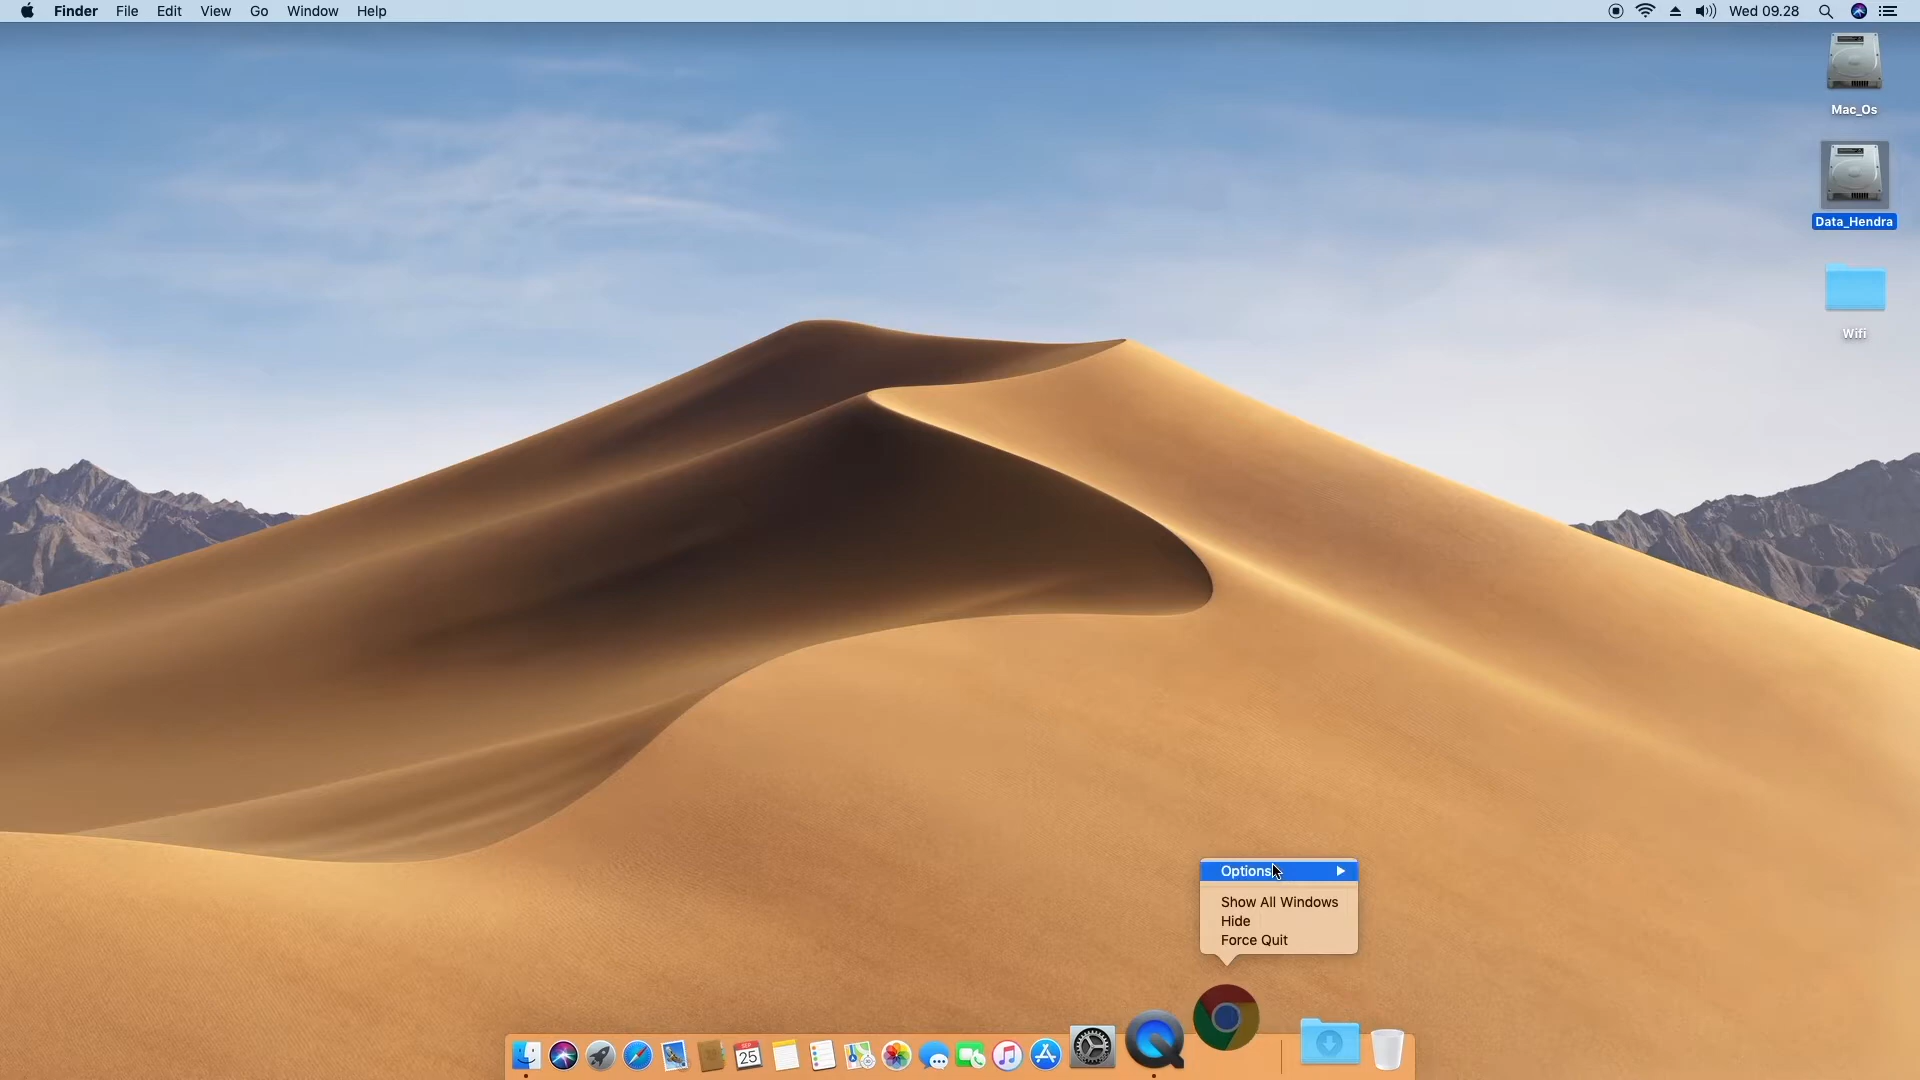 Finder File Edit View Go Window Help
Wed 09.28
Mac_Os
Data_Hendra
Wifi
Options
Show All Windows
Hide
Force Quit
25